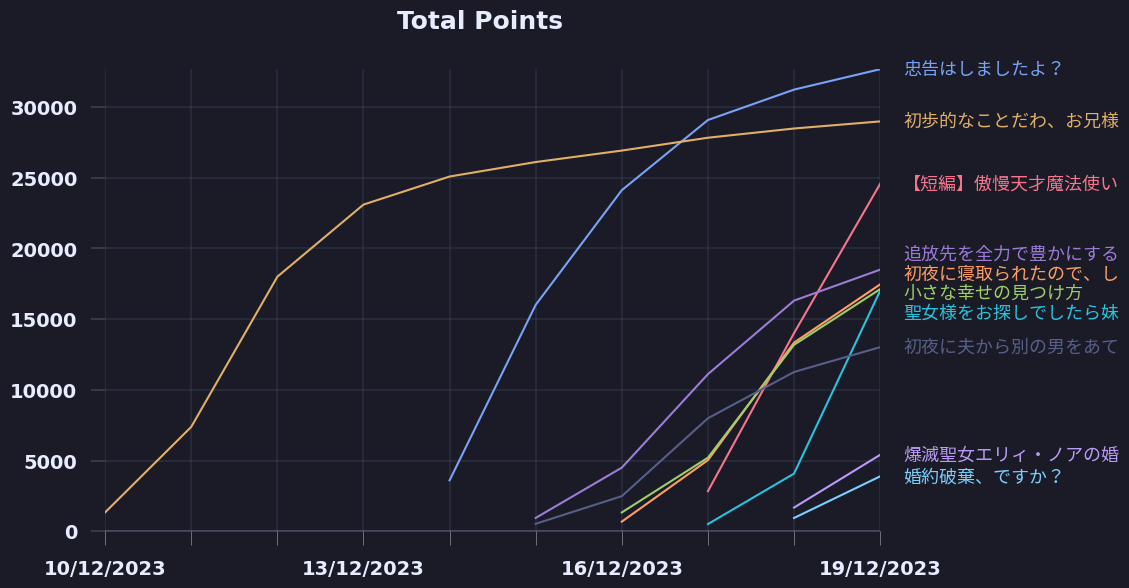 Total Points
30000
25000
20000
15000
10000
5000
0
10/12/2023
13/12/2023
16/12/2023
19/12/2023
忠告はしましたよ？
初歩的なことだわ、お兄様
【短編】傲慢天才魔法使い
追放先を全力で豊かにする
初夜に寝取られたので、し
小さな幸せの見つけ方
聖女様をお探しでしたら妹
初夜に夫から別の男をあて
爆滅聖女エリィ・ノアの婚
婚約破棄、ですか？